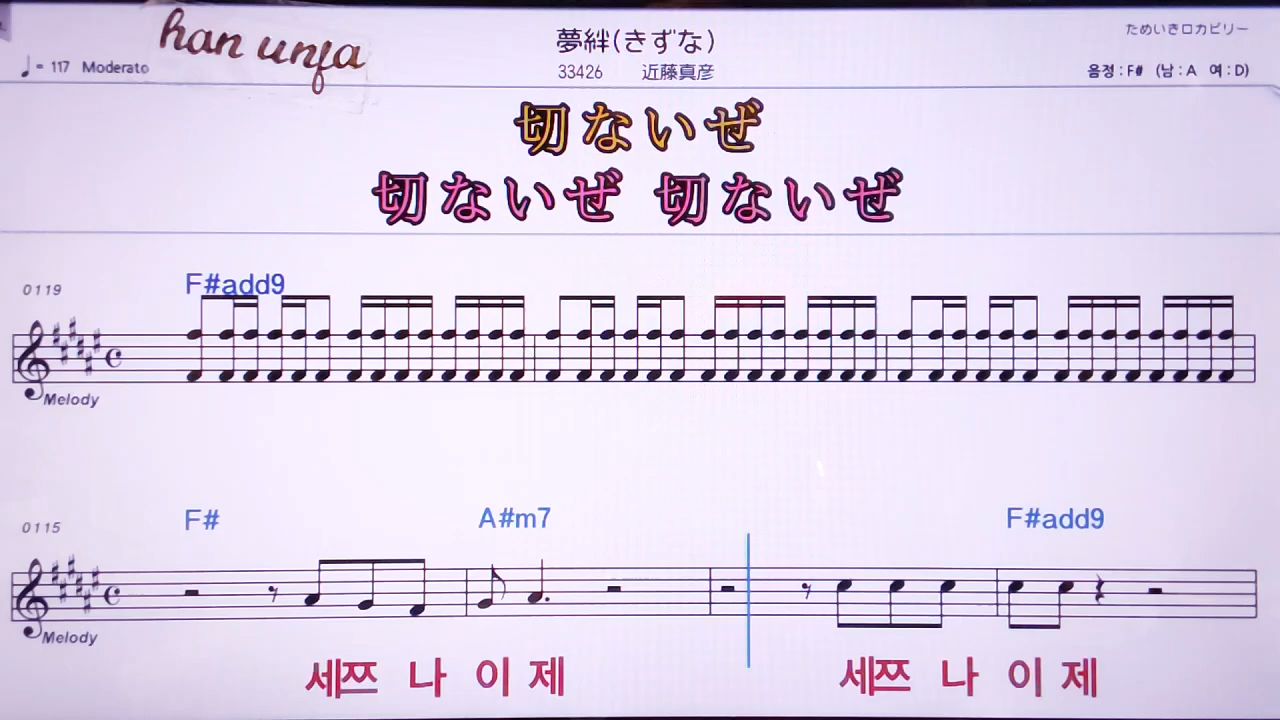 han unfa
夢絆(きずな)
33426 近藤真彦
ためいきロカビリー
♩= 117 Moderato
음정 : F# (남 : A 여 : D)
切ないぜ
切ないぜ 切ないぜ
0119
F#add9
Melody
0115
F# A#m7 F#add9
Melody
세쯔 나 이 제 세쯔 나 이 제